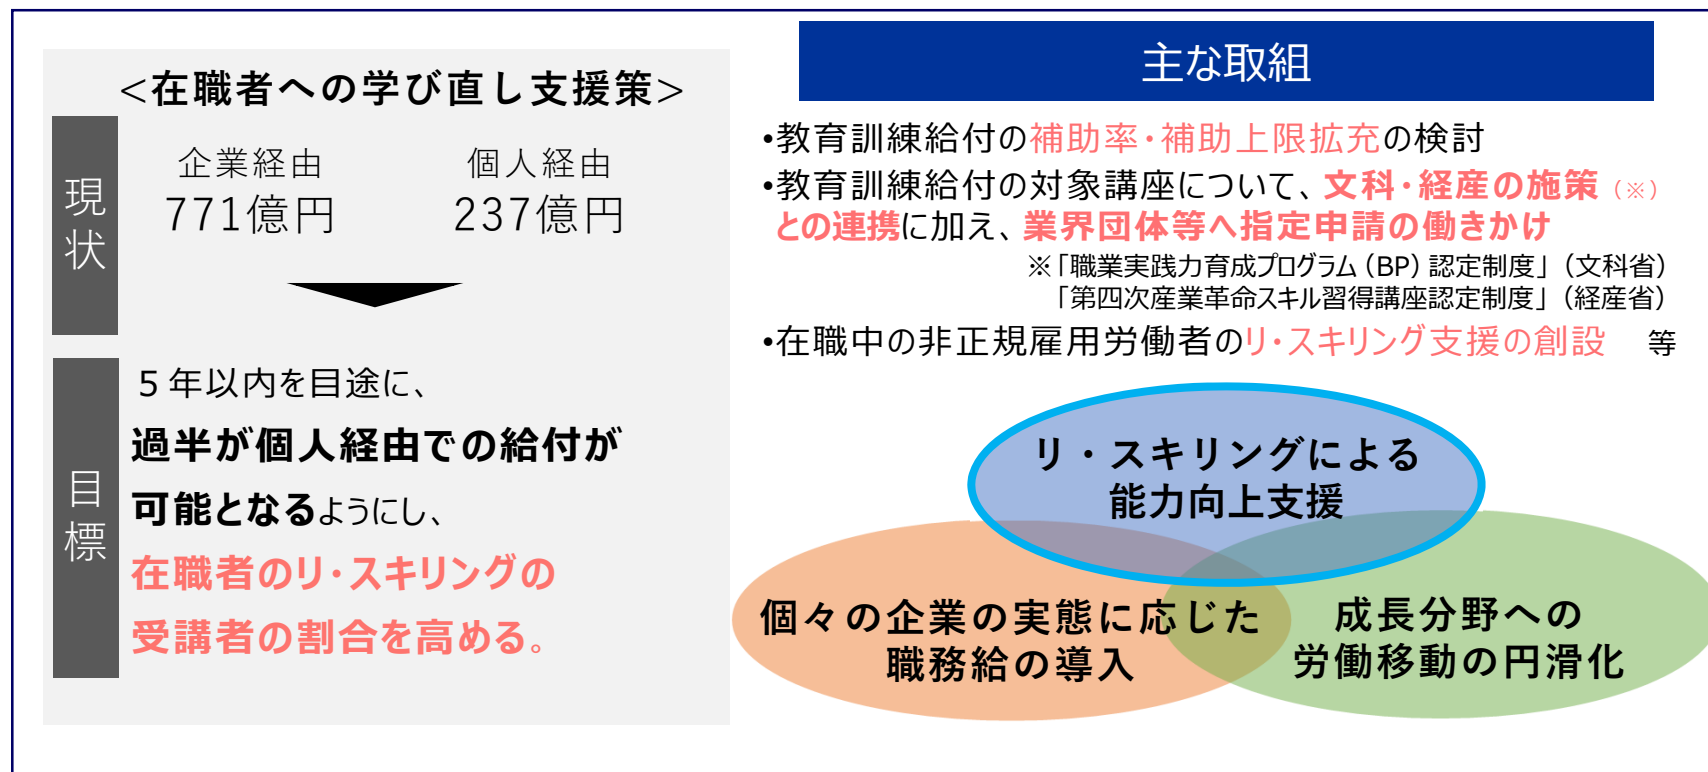 <在職者への学び直し支援策>
現状
企業経由
771億円
個人経由
237億円
目標
5年以内を目途に、
過半が個人経由での給付が
可能となるようにし、
在職者のリ・スキリングの
受講者の割合を高める。
主な取組
•教育訓練給付の補助率・補助上限拡充の検討
•教育訓練給付の対象講座について、文科・経産の施策(※)
との連携に加え、業界団体等へ指定申請の働きかけ
※「職業実践力育成プログラム(BP)認定制度」(文科省)
「第四次産業革命スキル習得講座認定制度」(経産省)
•在職中の非正規雇用労働者のリ・スキリング支援の創設　等
リ・スキリングによる
能力向上支援
個々の企業の実態に応じた
職務給の導入
成長分野への
労働移動の円滑化